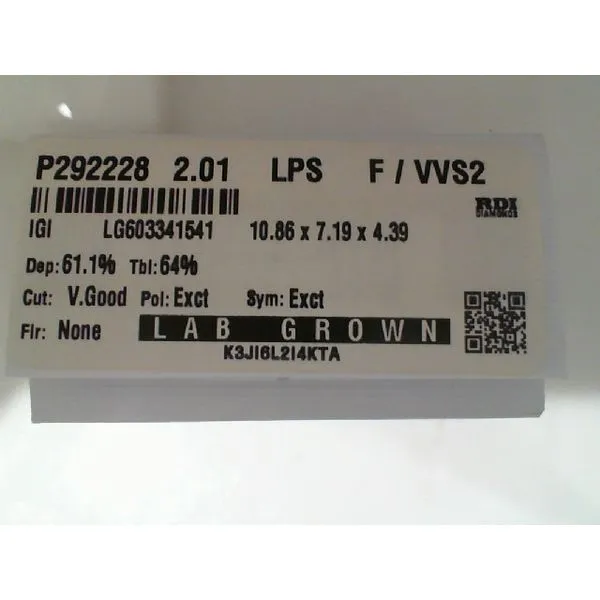 P292228 2.01 LPS F / VVS2
RDI
DIAMONDS
IGI LG603341541 10.86 x 7.19 x 4.39
Dep:61.1% Tbl:64%
Cut: V.Good Pol:Exct Sym:Exct
Flr: None LAB GROWN
K3JI6L2I4KTA